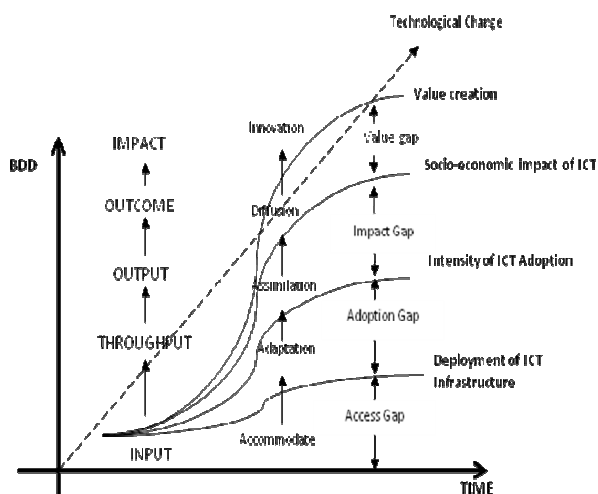 Technological Change
Value creation
Innovation
Value gap
IMPACT
BDD
Socio-economic impact of ICT
OUTCOME
Diffusion
Impact Gap
Intensity of ICT Adoption
OUTPUT
Assimilation
Adoption Gap
THROUGHPUT
Adaptation
Deployment of ICT
Infrastructure
Access Gap
Accommodate
INPUT
TIME